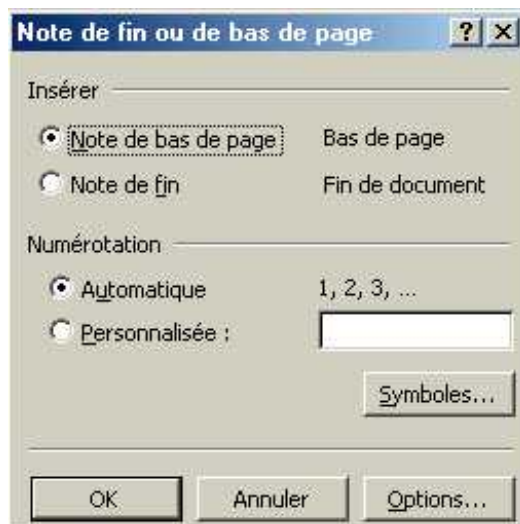 Note de fin ou de bas de page
Insérer
Note de bas de page Bas de page
Note de fin Fin de document
Numérotation
Automatique 1, 2, 3, ...
Personnalisée :
Symboles...
OK Annuler Options...